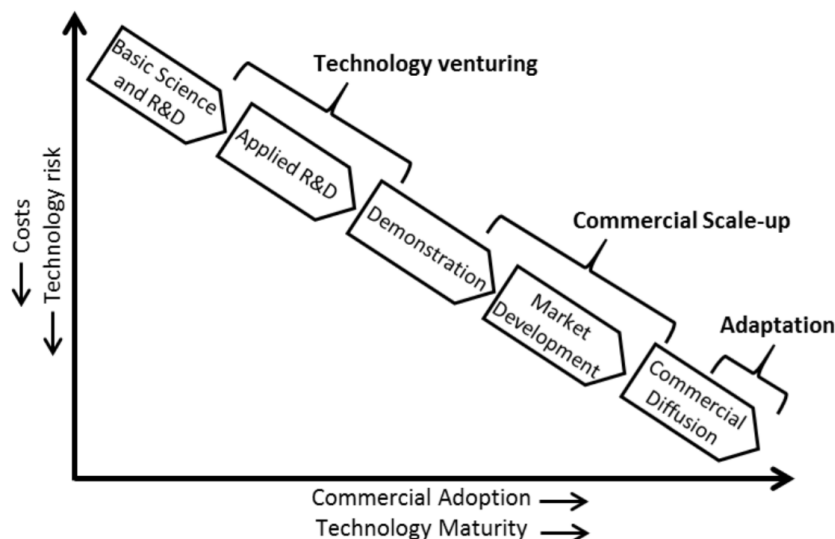 Basic Science
and R&D
Technology venturing
Applied R&D
Demonstration
Commercial Scale-up
Market
Development
Adaptation
Commercial
Diffusion
Costs
Technology risk
Commercial Adoption
Technology Maturity